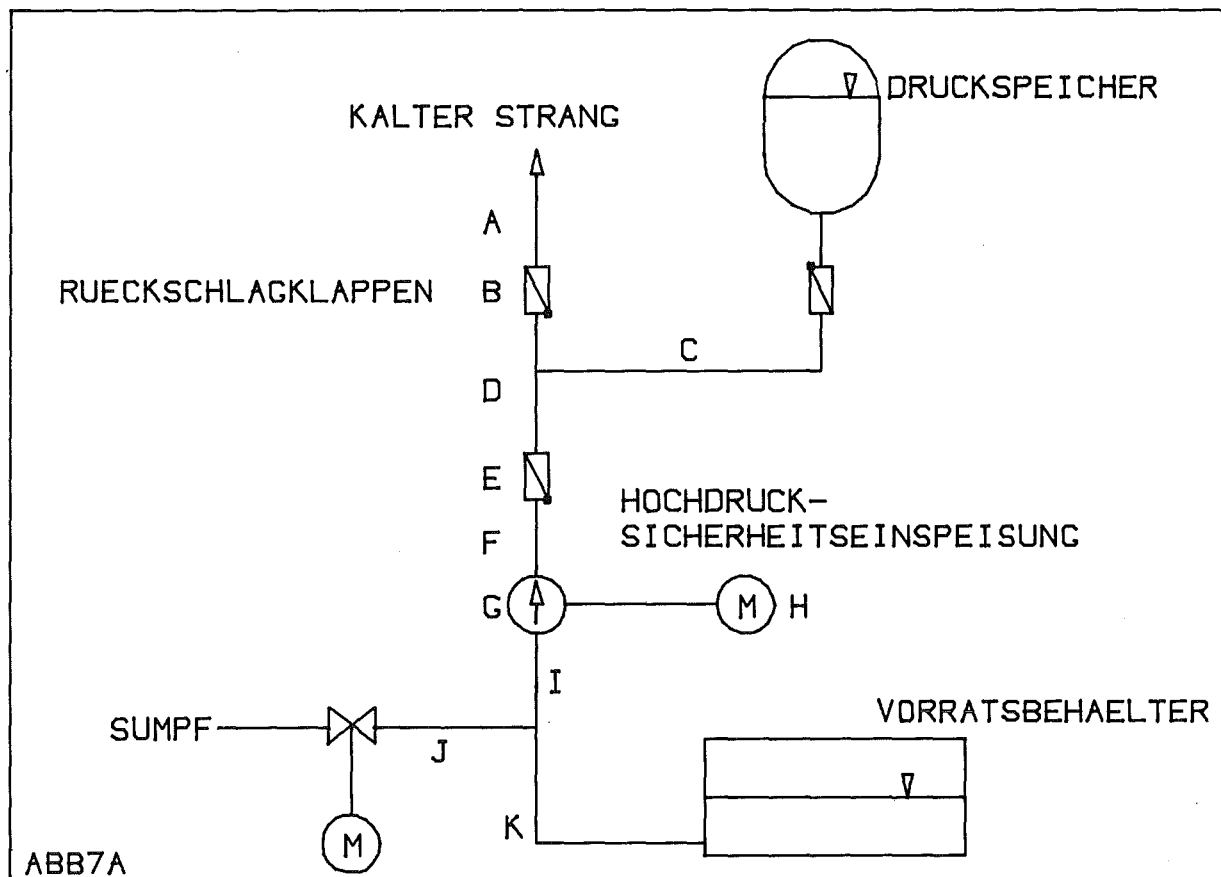 DRUCKSPEICHER
KALTER STRANG
A
RUECKSCHLAGKLAPPEN B
C
D
E
HOCHDRUCK-
SICHERHEITSEINSPEISUNG
F
G M H
I
VORRATSBEHAELTER
SUMPF
J
K
M
ABB7A